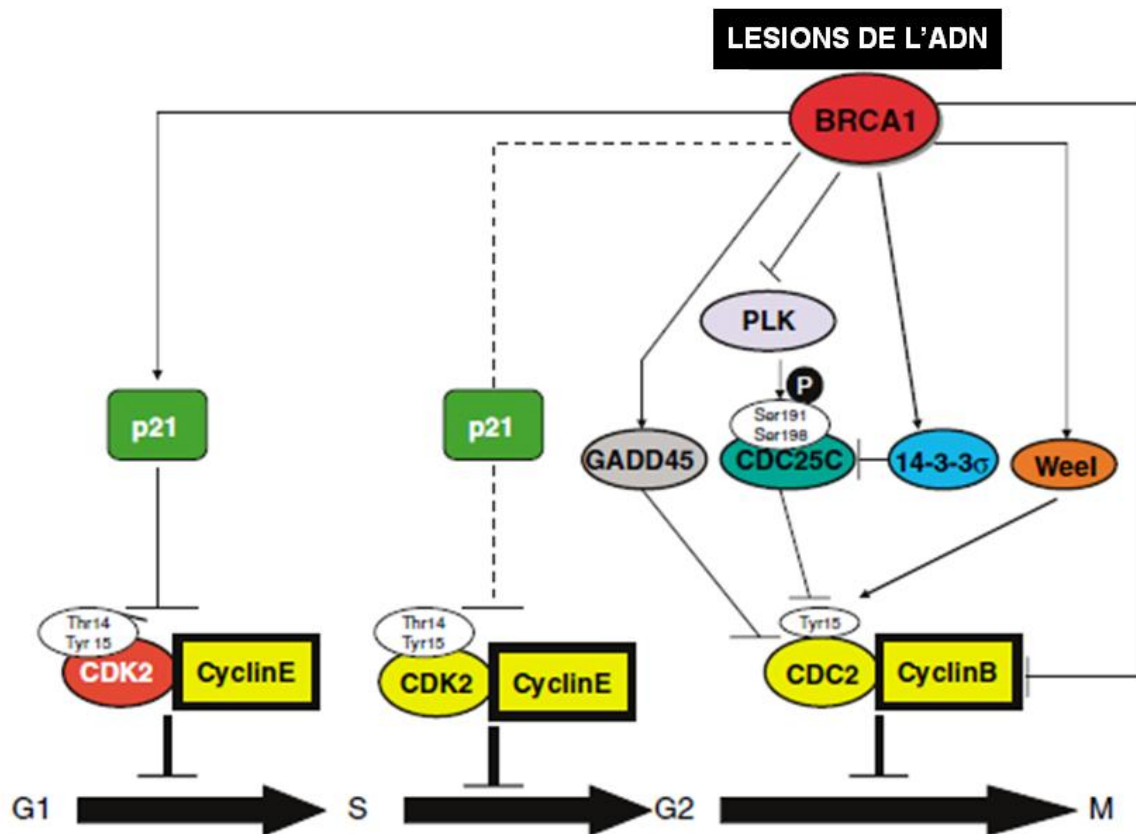 LESIONS DE L'ADN
BRCA1
PLK
P
p21
p21
Ser191
Ser198
GADD45
CDC25C
14-3-3σ
WeeI
Thr14
Tyr 15
CDK2
CyclinE
Thr14
Tyr15
CDK2
CyclinE
Tyr15
CDC2
CyclinB
G1
S
G2
M